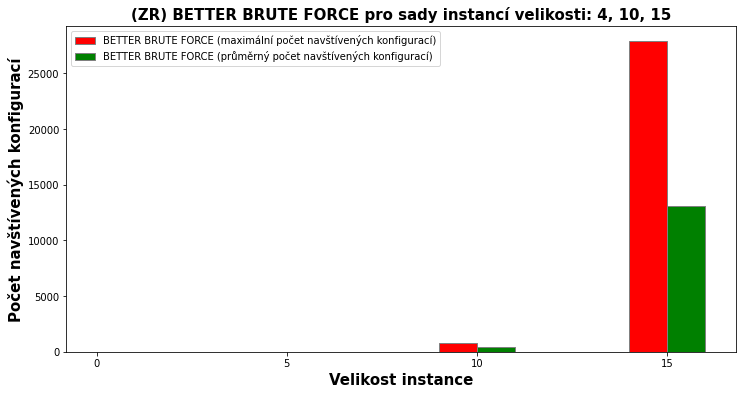 (ZR) BETTER BRUTE FORCE pro sady instancí velikosti: 4, 10, 15
BETTER BRUTE FORCE (maximální počet navštívených konfigurací)
BETTER BRUTE FORCE (průměrný počet navštívených konfigurací)
Počet navštívených konfigurací
25000
20000
15000
10000
5000
0
0 5 10 15
Velikost instance